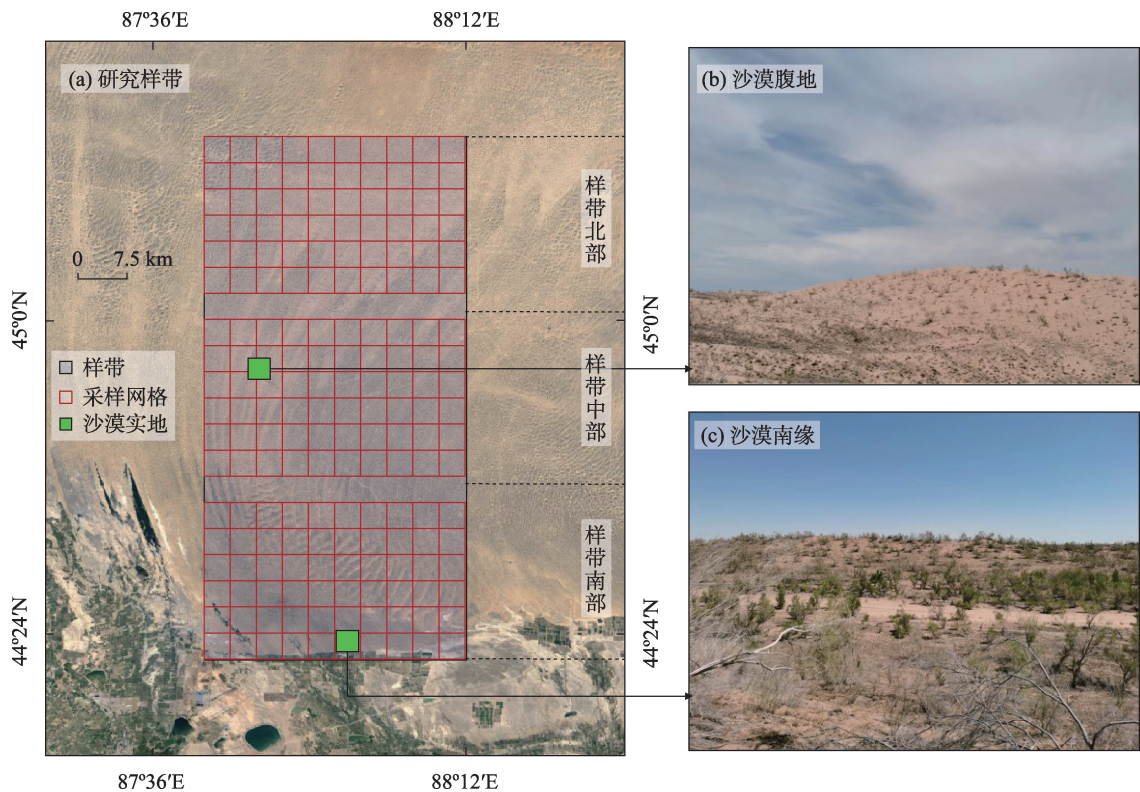 87°36′E
88°12′E
(a) 研究样带
(b) 沙漠腹地
样带北部
0
7.5 km
45°0′N
45°0′N
样带
采样网格
沙漠实地
样带中部
(c) 沙漠南缘
样带南部
44°24′N
44°24′N
87°36′E
88°12′E